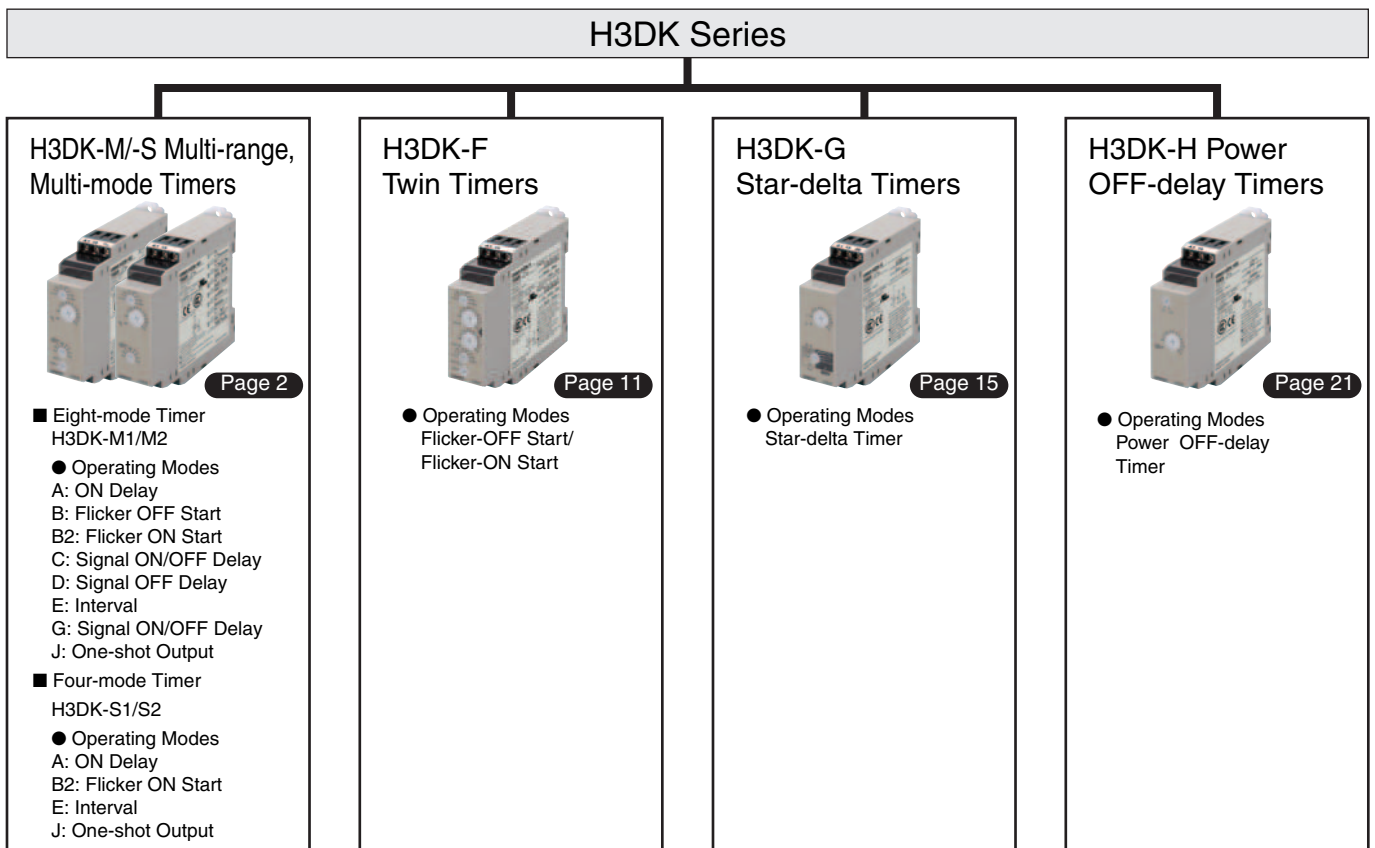 H3DK Series
H3DK-M/-S Multi-range,
Multi-mode Timers
Page 2
■ Eight-mode Timer
H3DK-M1/M2
● Operating Modes
A: ON Delay
B: Flicker OFF Start
B2: Flicker ON Start
C: Signal ON/OFF Delay
D: Signal OFF Delay
E: Interval
G: Signal ON/OFF Delay
J: One-shot Output
■ Four-mode Timer
H3DK-S1/S2
● Operating Modes
A: ON Delay
B2: Flicker ON Start
E: Interval
J: One-shot Output
H3DK-F
Twin Timers
Page 11
● Operating Modes
Flicker-OFF Start/
Flicker-ON Start
H3DK-G
Star-delta Timers
Page 15
● Operating Modes
Star-delta Timer
H3DK-H Power
OFF-delay Timers
Page 21
● Operating Modes
Power OFF-delay
Timer